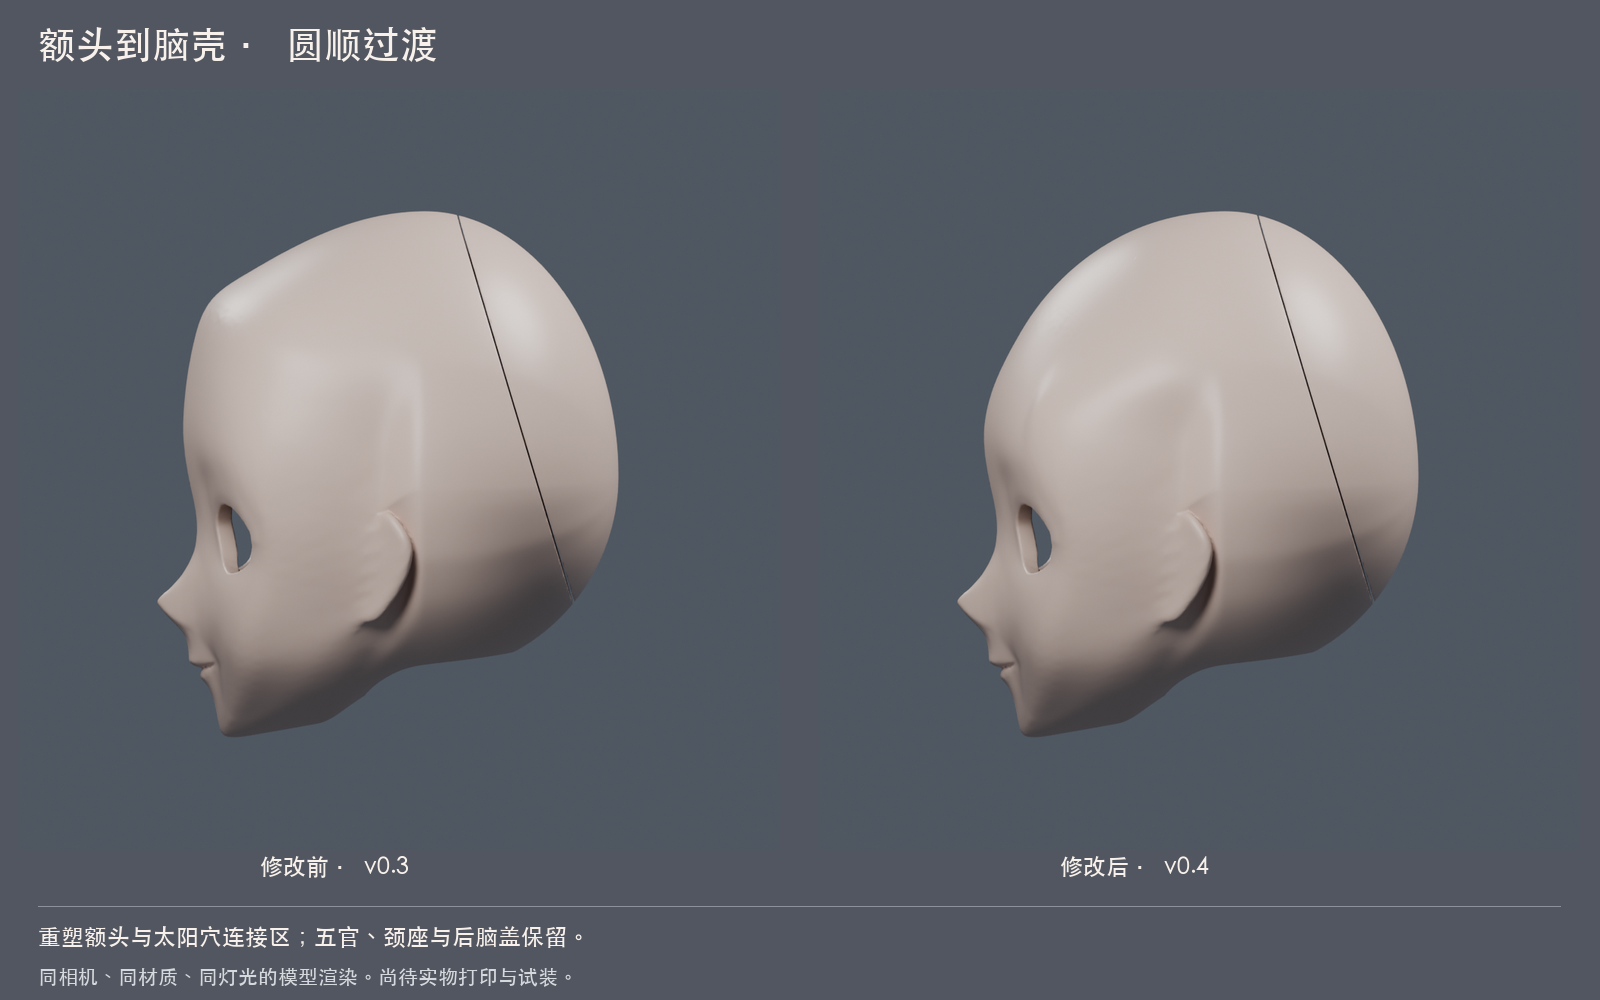 额头到脑壳 · 圆顺过渡
修改前 · v0.3
修改后 · v0.4
重塑额头与太阳穴连接区；五官、颈座与后脑盖保留。
同相机、同材质、同灯光的模型渲染。尚待实物打印与试装。